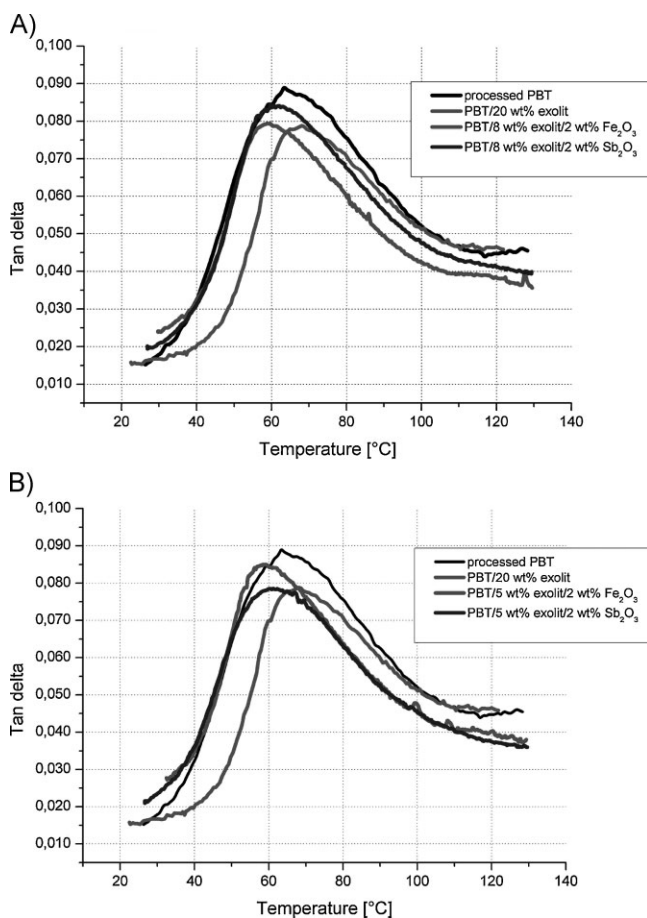 A)
0,100
0,090
0,080
0,070
0,060
0,050
0,040
0,030
0,020
0,010
Tan delta
processed PBT
PBT/20 wt% exolit
PBT/8 wt% exolit/2 wt% Fe₂O₃
PBT/8 wt% exolit/2 wt% Sb₂O₃
20 40 60 80 100 120 140
Temperature [°C]
B)
0,100
0,090
0,080
0,070
0,060
0,050
0,040
0,030
0,020
0,010
Tan delta
processed PBT
PBT/20 wt% exolit
PBT/5 wt% exolit/2 wt% Fe₂O₃
PBT/5 wt% exolit/2 wt% Sb₂O₃
20 40 60 80 100 120 140
Temperature [°C]